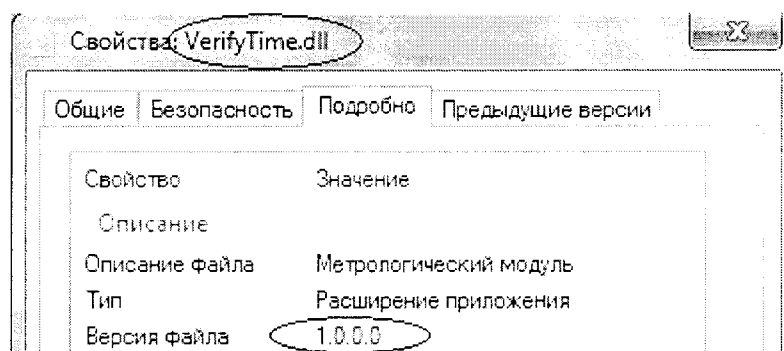 Свойства: VerifyTime.dll
Общие Безопасность Подробно Предыдущие версии
Свойство Значение
Описание
Описание файла Метрологический модуль
Тип Расширение приложения
Версия файла 1.0.0.0